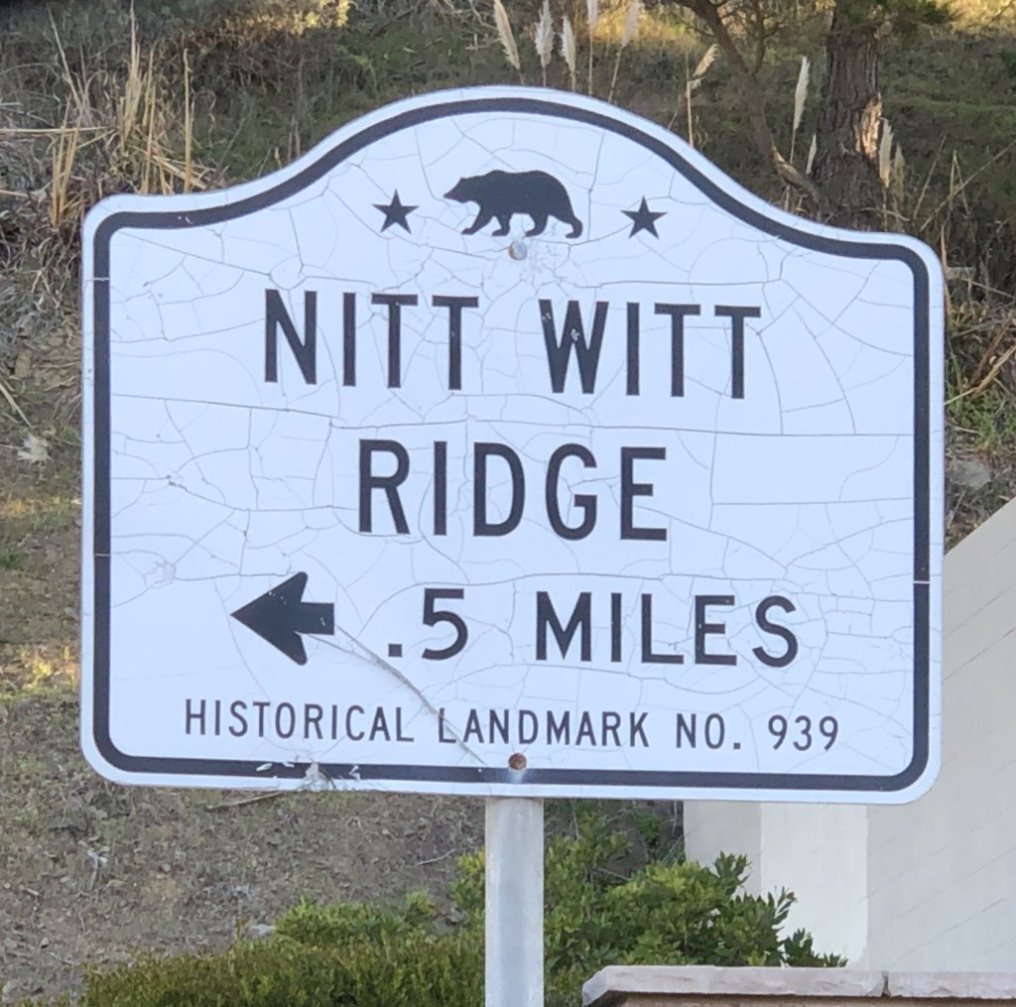 NITT WITT
RIDGE
.5 MILES
HISTORICAL LANDMARK NO. 939